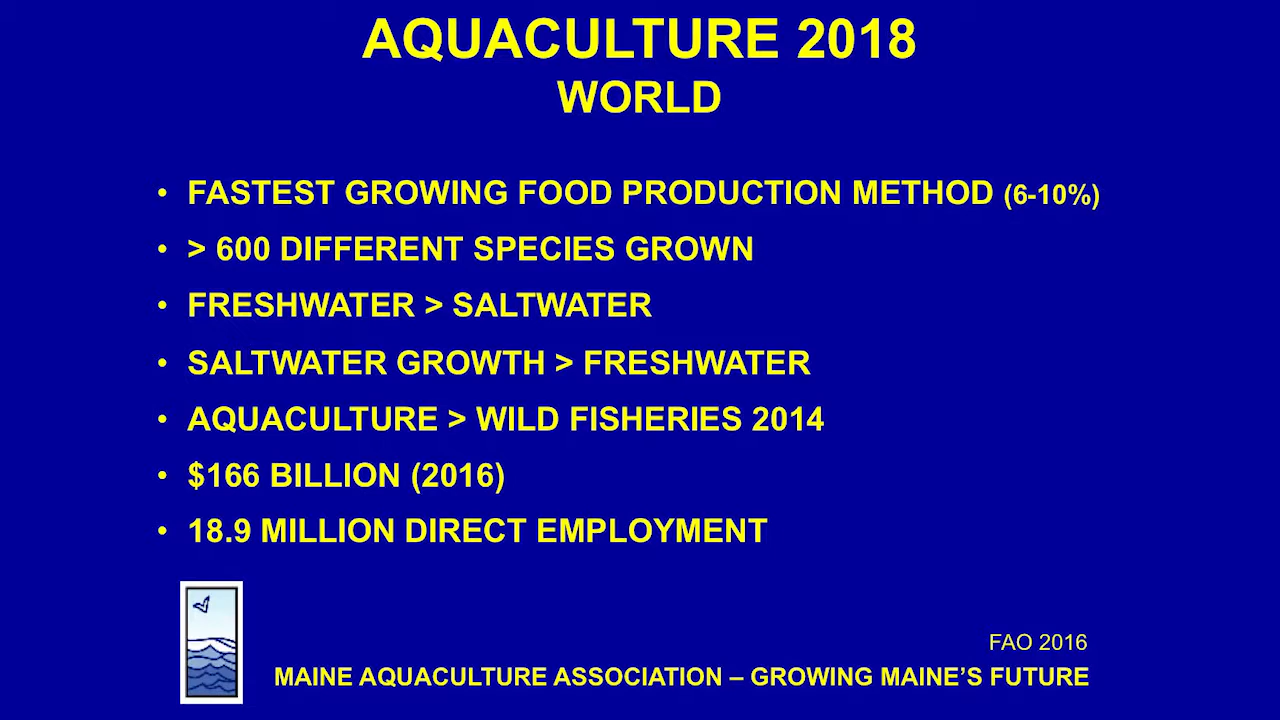 AQUACULTURE 2018
WORLD
• FASTEST GROWING FOOD PRODUCTION METHOD (6-10%)
• > 600 DIFFERENT SPECIES GROWN
• FRESHWATER > SALTWATER
• SALTWATER GROWTH > FRESHWATER
• AQUACULTURE > WILD FISHERIES 2014
• $166 BILLION (2016)
• 18.9 MILLION DIRECT EMPLOYMENT
FAO 2016
MAINE AQUACULTURE ASSOCIATION – GROWING MAINE'S FUTURE